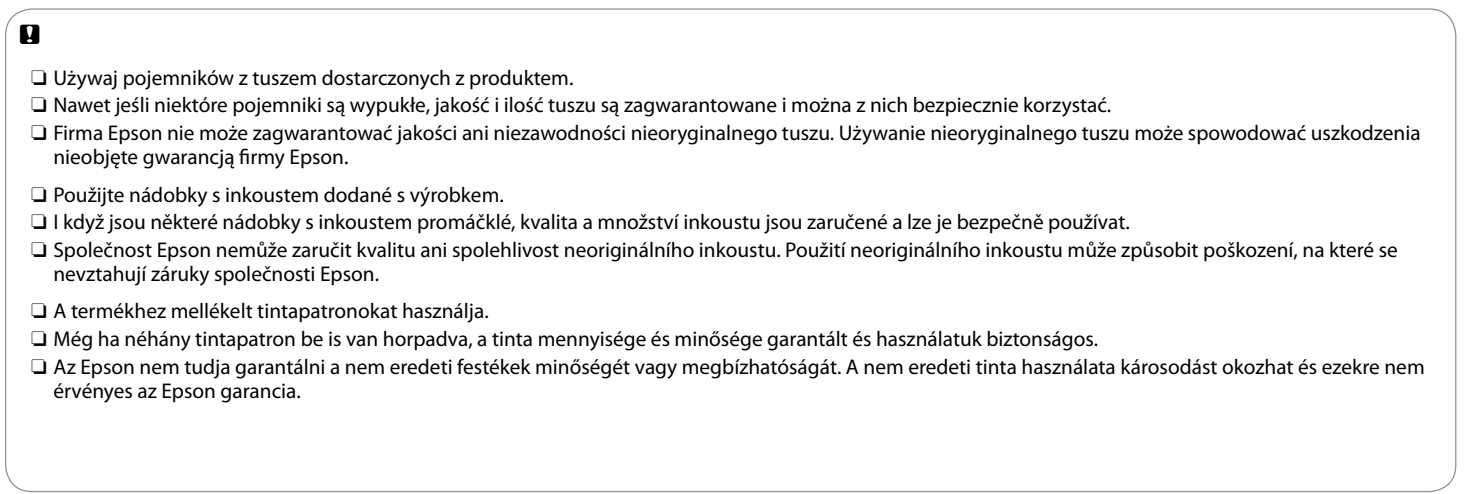 ❏ Używaj pojemników z tuszem dostarczonych z produktem.
❏ Nawet jeśli niektóre pojemniki są wypukłe, jakość i ilość tuszu są zagwarantowane i można z nich bezpiecznie korzystać.
❏ Firma Epson nie może zagwarantować jakości ani niezawodności nieoryginalnego tuszu. Używanie nieoryginalnego tuszu może spowodować uszkodzenia
nieobjęte gwarancją firmy Epson.
❏ Použijte nádobky s inkoustem dodané s výrobkem.
❏ I když jsou některé nádobky s inkoustem promáčklé, kvalita a množství inkoustu jsou zaručené a lze je bezpečně používat.
❏ Společnost Epson nemůže zaručit kvalitu ani spolehlivost neoriginálního inkoustu. Použití neoriginálního inkoustu může způsobit poškození, na které se
nevztahují záruky společnosti Epson.
❏ A termékhez mellékelt tintapatronokat használja.
❏ Még ha néhány tintapatron be is van horpadva, a tinta mennyisége és minősége garantált és használatuk biztonságos.
❏ Az Epson nem tudja garantálni a nem eredeti festékek minőségét vagy megbízhatóságát. A nem eredeti tinta használata károsodást okozhat és ezekre nem
érvényes az Epson garancia.